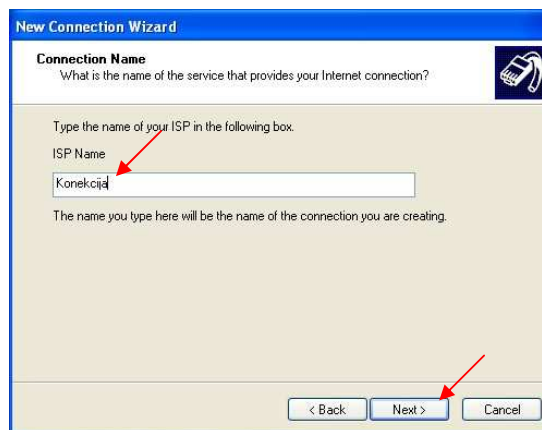 New Connection Wizard
Connection Name
What is the name of the service that provides your Internet connection?
Type the name of your ISP in the following box.
ISP Name
Konekcija
The name you type here will be the name of the connection you are creating.
< Back Next > Cancel